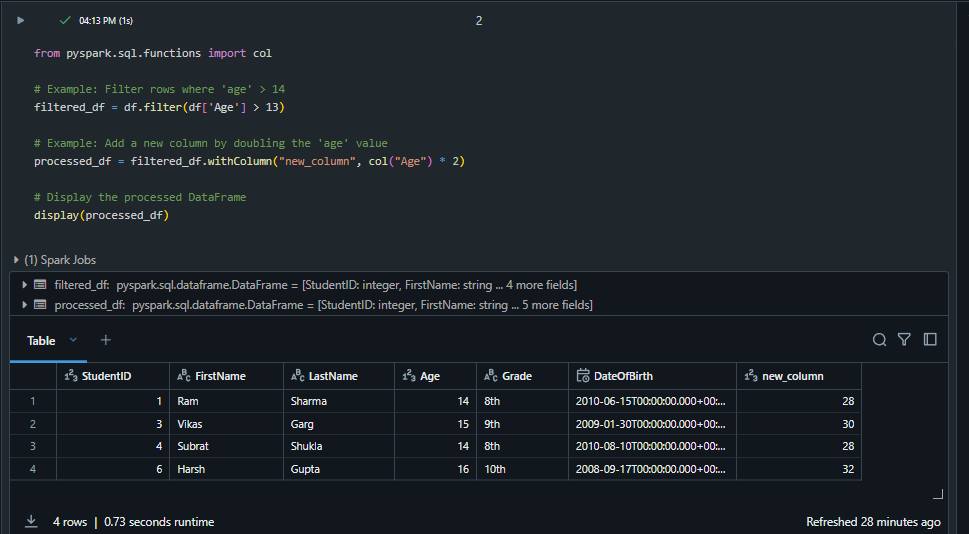 04:13 PM (1s) 2
from pyspark.sql.functions import col
# Example: Filter rows where 'age' > 14
filtered_df = df.filter(df['Age'] > 13)
# Example: Add a new column by doubling the 'age' value
processed_df = filtered_df.withColumn("new_column", col("Age") * 2)
# Display the processed DataFrame
display(processed_df)
(1) Spark Jobs
filtered_df: pyspark.sql.dataframe.DataFrame = [StudentID: integer, FirstName: string ... 4 more fields]
processed_df: pyspark.sql.dataframe.DataFrame = [StudentID: integer, FirstName: string ... 5 more fields]
Table +
StudentID FirstName LastName Age Grade DateOfBirth new_column
1 1 Ram Sharma 14 8th 2010-06-15T00:00:00.000+00:... 28
2 3 Vikas Garg 15 9th 2009-01-30T00:00:00.000+00:... 30
3 4 Subrat Shukla 14 8th 2010-08-10T00:00:00.000+00:... 28
4 6 Harsh Gupta 16 10th 2008-09-17T00:00:00.000+00:... 32
4 rows | 0.73 seconds runtime Refreshed 28 minutes ago